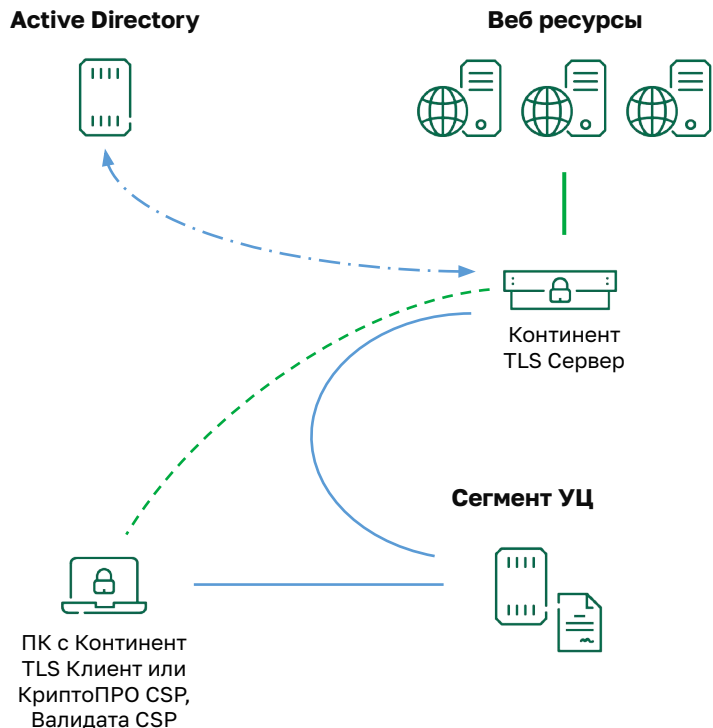 Active Directory
Веб ресурсы
Континент
TLS Сервер
Сегмент УЦ
ПК с Континент
TLS Клиент или
КриптоПРО CSP,
Валидата CSP